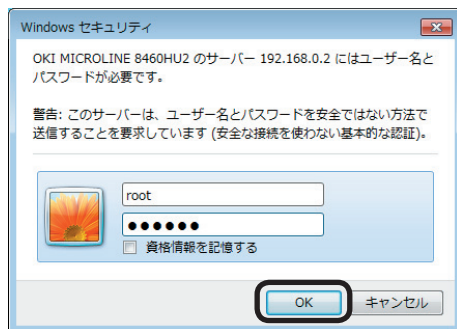 Windows セキュリティ
OKI MICROLINE 8460HU2 のサーバー 192.168.0.2 にはユーザー名と
パスワードが必要です。
警告: このサーバーは、ユーザー名とパスワードを安全ではない方法で
送信することを要求しています (安全な接続を使わない基本的な認証)。
root
●●●●●●
資格情報を記憶する
OK
キャンセル